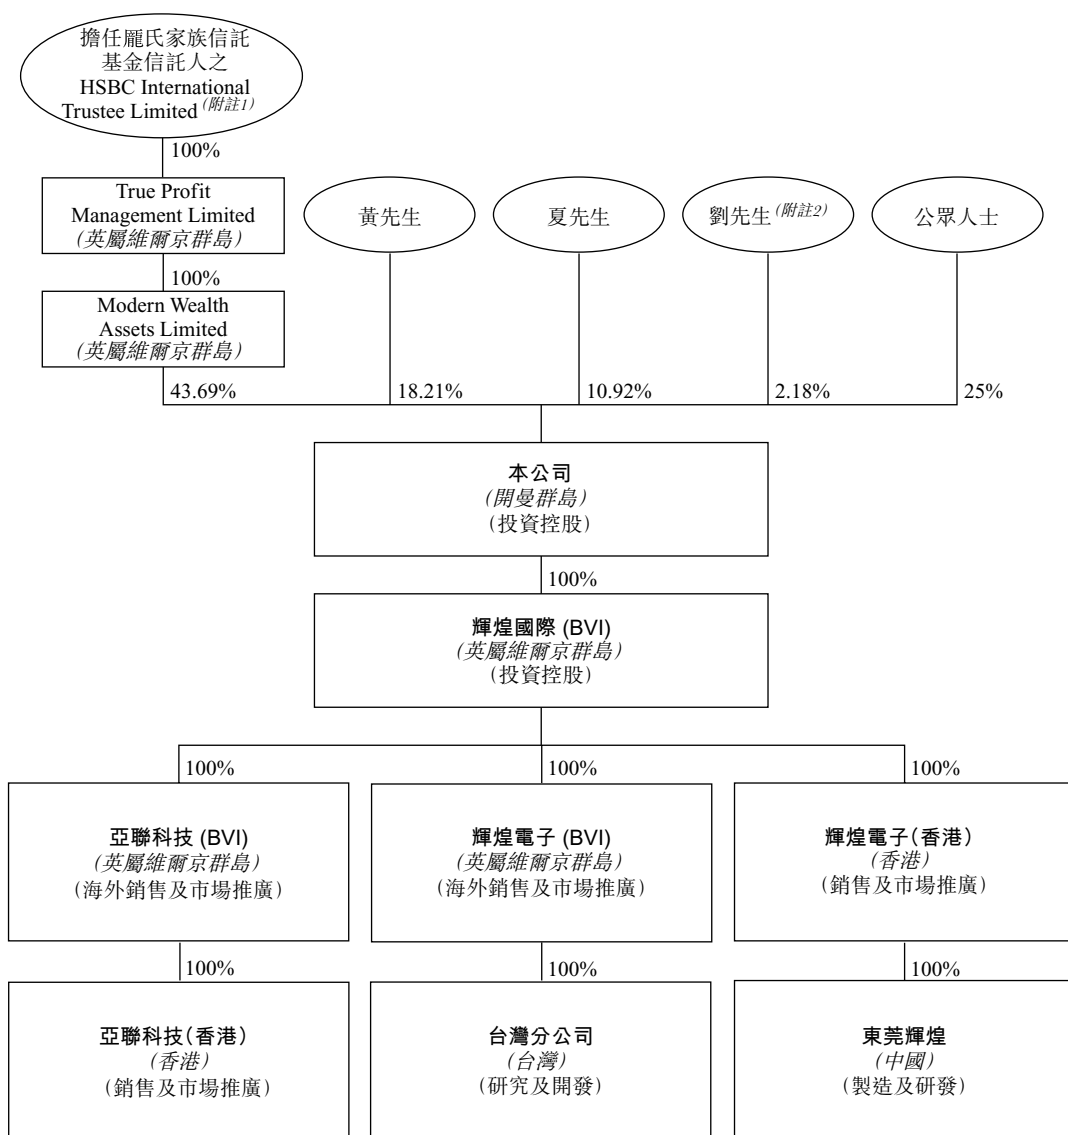 擔任龐氏家族信託
基金信託人之
HSBC International
Trustee Limited(附註1)
100%
True Profit
Management Limited
(英屬維爾京群島)
黃先生
夏先生
劉先生(附註2)
公眾人士
100%
Modern Wealth
Assets Limited
(英屬維爾京群島)
43.69%
18.21%
10.92%
2.18%
25%
本公司
(開曼群島)
(投資控股)
100%
輝煌國際 (BVI)
(英屬維爾京群島)
(投資控股)
100%
100%
100%
亞聯科技 (BVI)
(英屬維爾京群島)
(海外銷售及市場推廣)
輝煌電子 (BVI)
(英屬維爾京群島)
(海外銷售及市場推廣)
輝煌電子(香港)
(香港)
(銷售及市場推廣)
100%
100%
100%
亞聯科技(香港)
(香港)
(銷售及市場推廣)
台灣分公司
(台灣)
(研究及開發)
東莞輝煌
(中國)
(製造及研發)